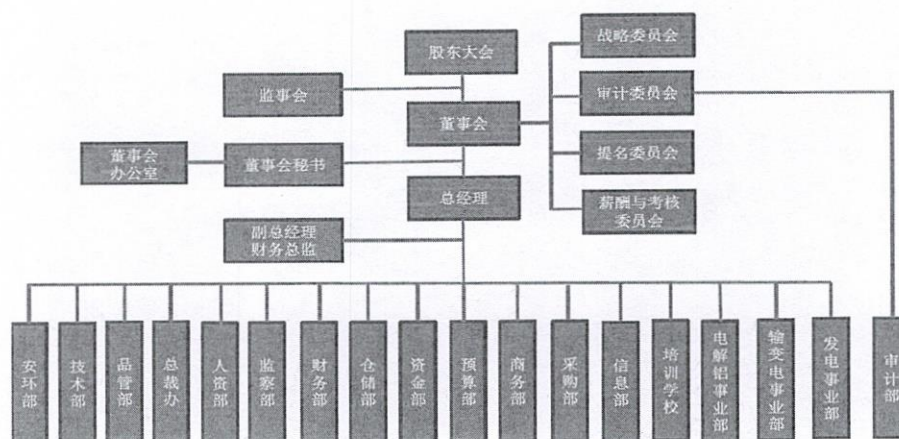 股东大会
监事会
董事会
战略委员会
审计委员会
提名委员会
薪酬与考核
委员会
董事会
办公室
董事会秘书
总经理
副总经理
财务总监
安环部
技术部
品管部
总裁办
人资部
监察部
财务部
仓储部
资金部
预算部
商务部
采购部
信息部
培训学校
电解铝事业部
输变电事业部
发电事业部
审计部